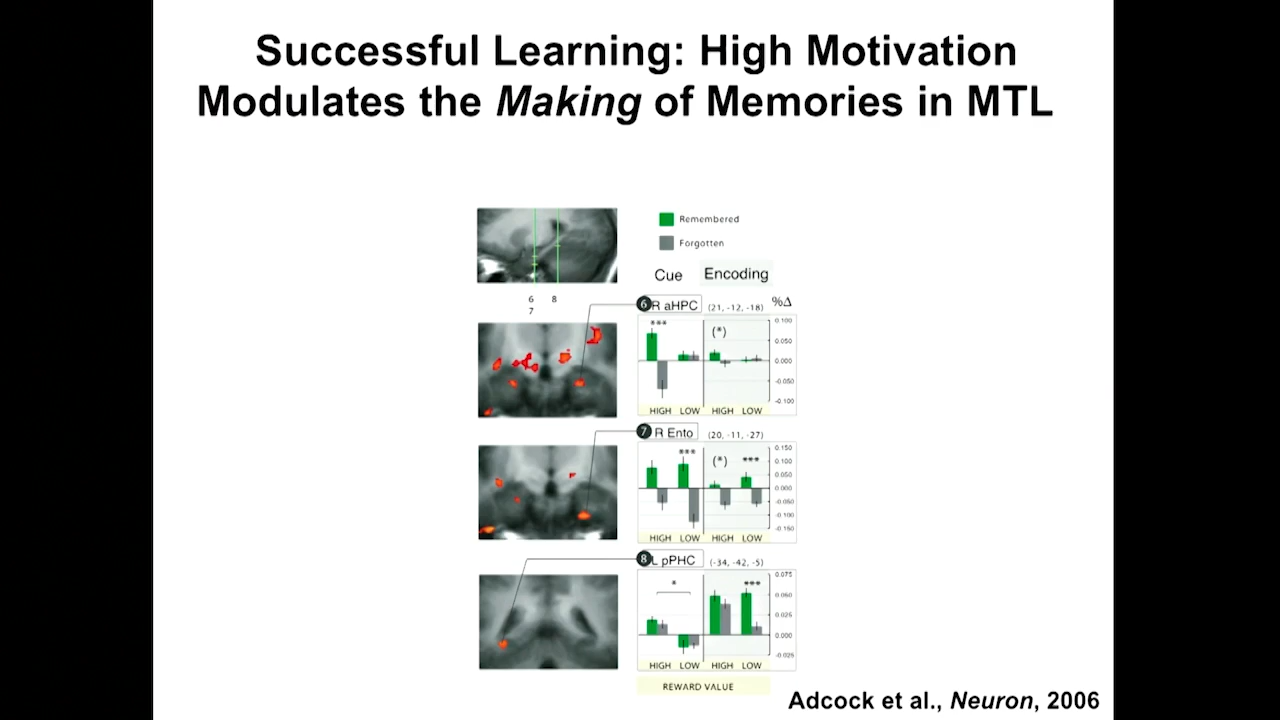 Successful Learning: High Motivation
Modulates the Making of Memories in MTL
Remembered
Forgotten
Cue Encoding
6 8
7
6 R aHPC (21, -12, -18) %Δ
***
(*)
0.100
0.050
0.000
-0.050
-0.100
HIGH LOW HIGH LOW
7 R Ento (20, -11, -27)
*** (*) ***
0.150
0.100
0.050
0.000
-0.050
-0.100
-0.150
HIGH LOW HIGH LOW
8 L pPHC (-34, -42, -5)
* ***
0.075
0.050
0.025
0.000
-0.025
HIGH LOW HIGH LOW
REWARD VALUE
Adcock et al., Neuron, 2006